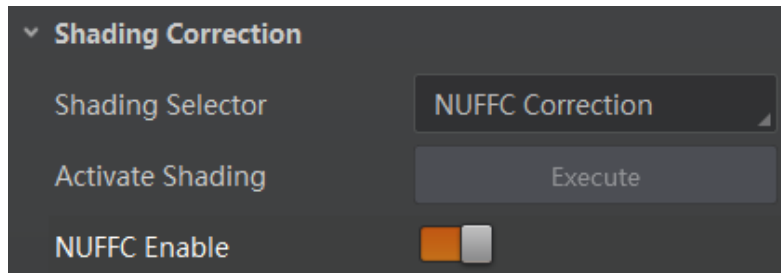 Shading Correction
Shading Selector NUFFC Correction
Activate Shading Execute
NUFFC Enable